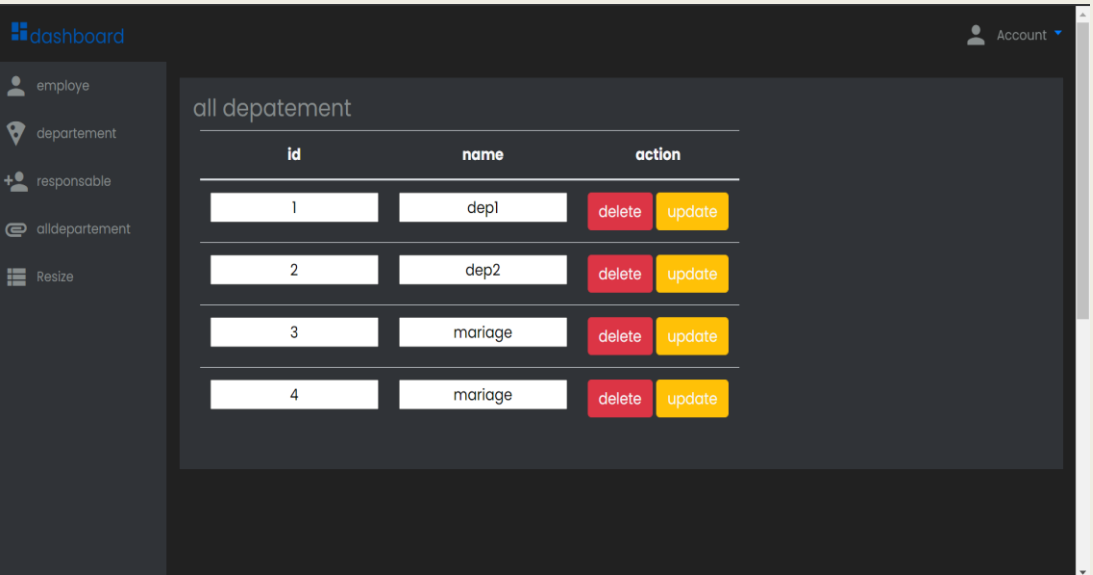 dashboard
Account
employe
departement
responsable
alldepartement
Resize
all depatement
id name action
1 dep1 delete update
2 dep2 delete update
3 mariage delete update
4 mariage delete update